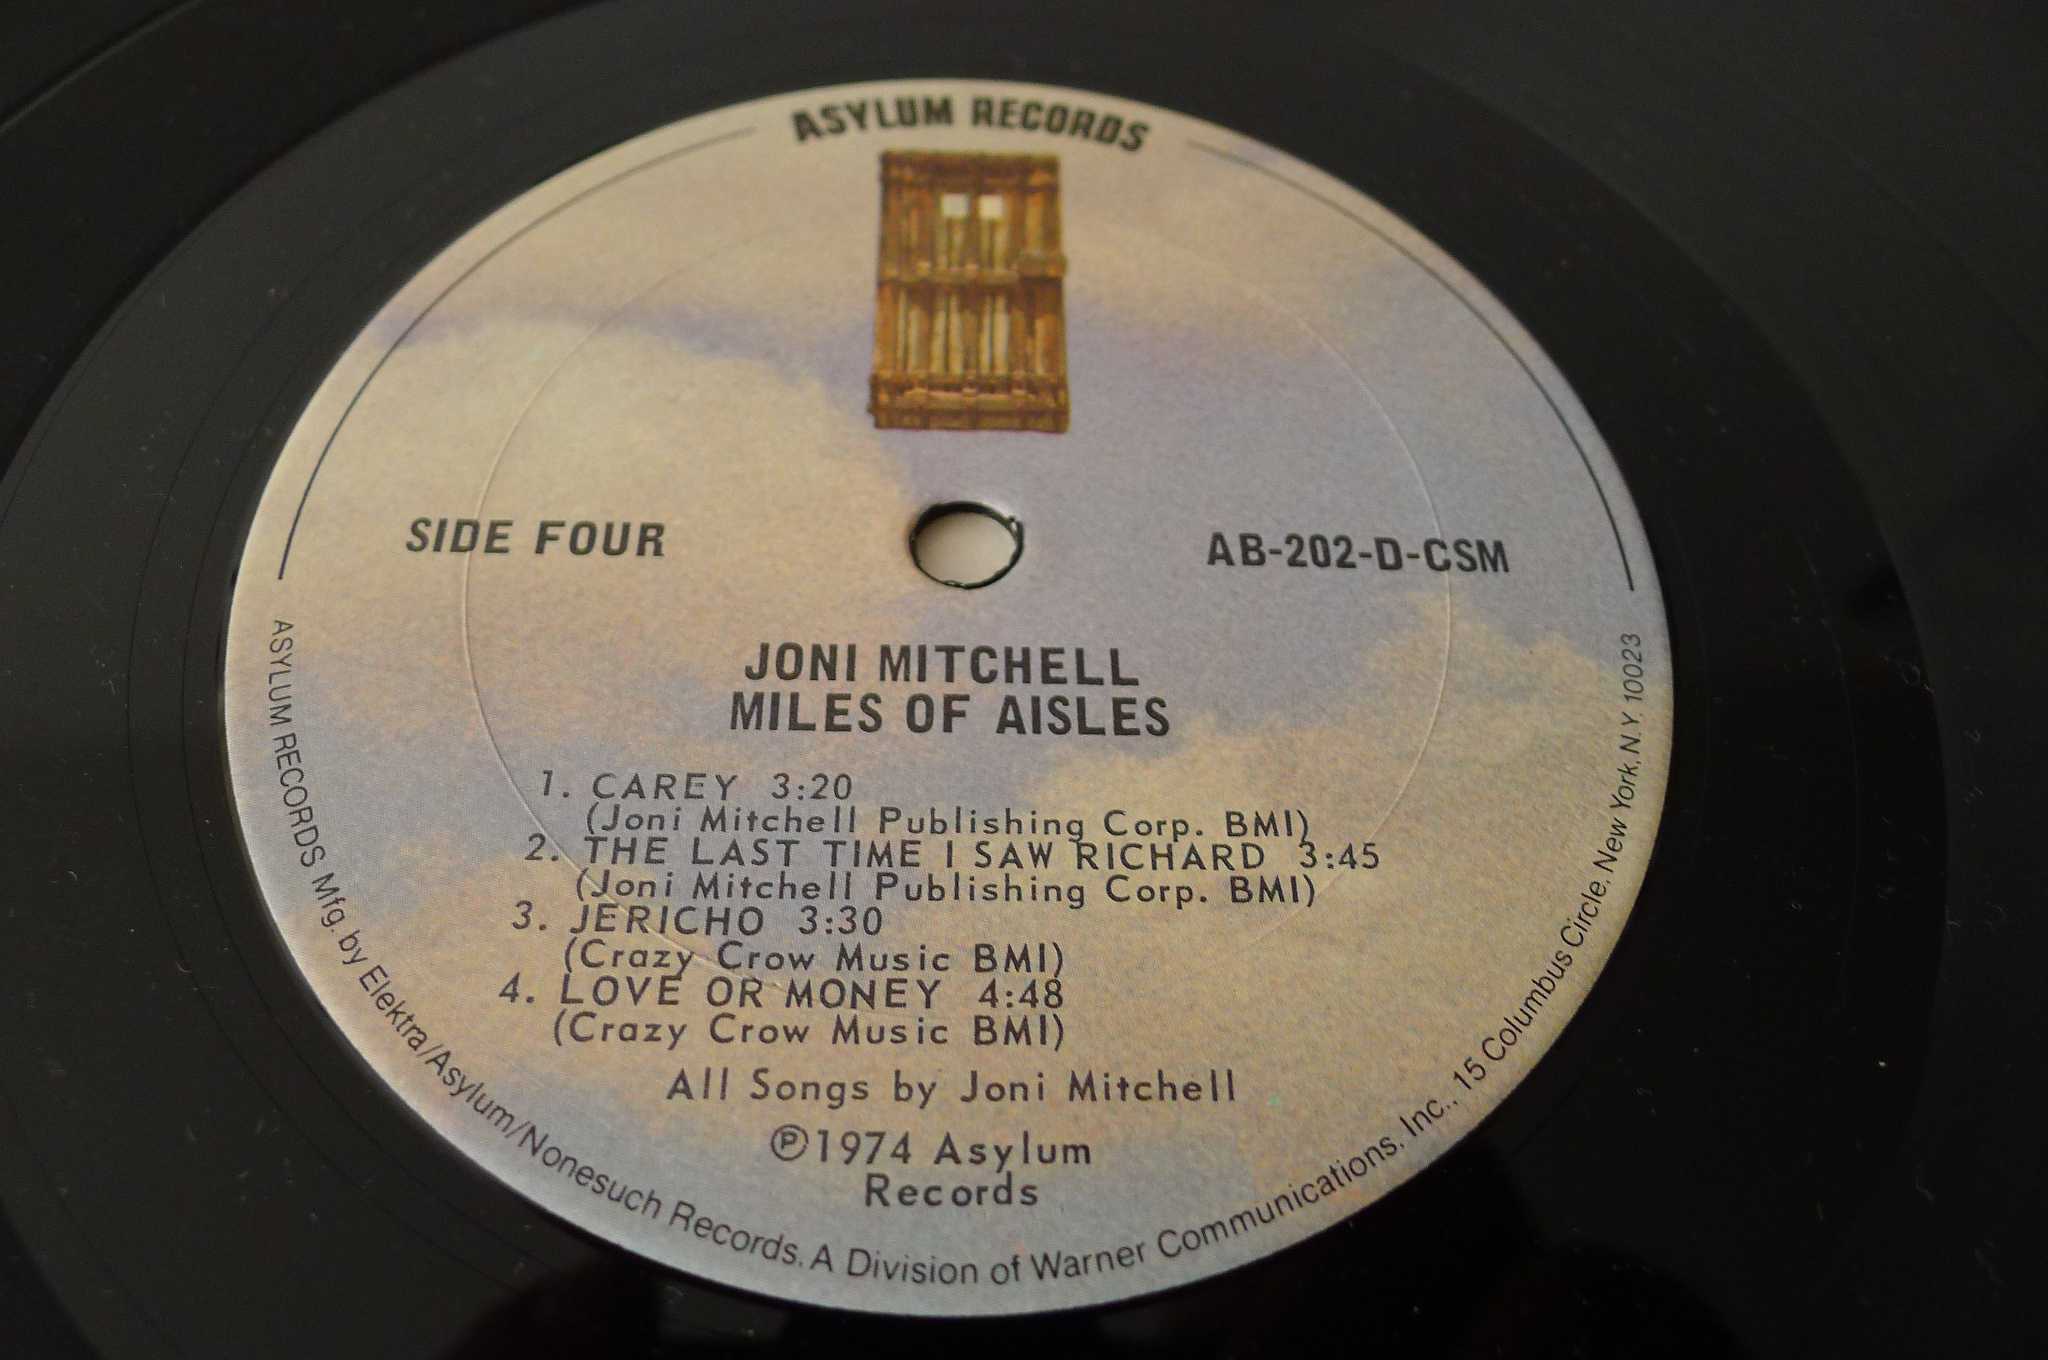 ASYLUM RECORDS
SIDE FOUR
AB-202-D-CSM
JONI MITCHELL
MILES OF AISLES
1. CAREY 3:20
(Joni Mitchell Publishing Corp. BMI)
2. THE LAST TIME I SAW RICHARD 3:45
(Joni Mitchell Publishing Corp. BMI)
3. JERICHO 3:30
(Crazy Crow Music BMI)
4. LOVE OR MONEY 4:48
(Crazy Crow Music BMI)
All Songs by Joni Mitchell
℗1974 Asylum
Records
ASYLUM RECORDS Mfg. by Elektra/Asylum/Nonesuch Records. A Division of Warner Communications. Inc., 15 Columbus Circle. New York, N.Y. 10023